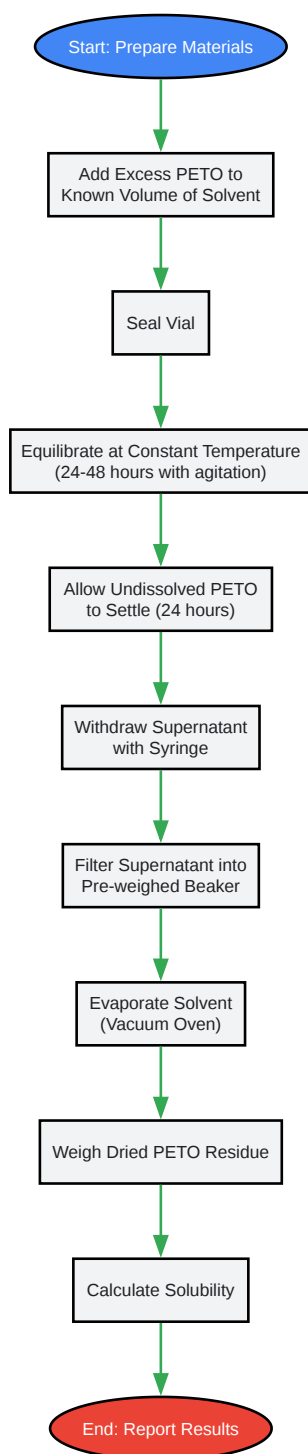 Start: Prepare Materials
Add Excess PETO to
Known Volume of Solvent
Seal Vial
Equilibrate at Constant Temperature
(24-48 hours with agitation)
Allow Undissolved PETO
to Settle (24 hours)
Withdraw Supernatant
with Syringe
Filter Supernatant into
Pre-weighed Beaker
Evaporate Solvent
(Vacuum Oven)
Weigh Dried PETO Residue
Calculate Solubility
End: Report Results